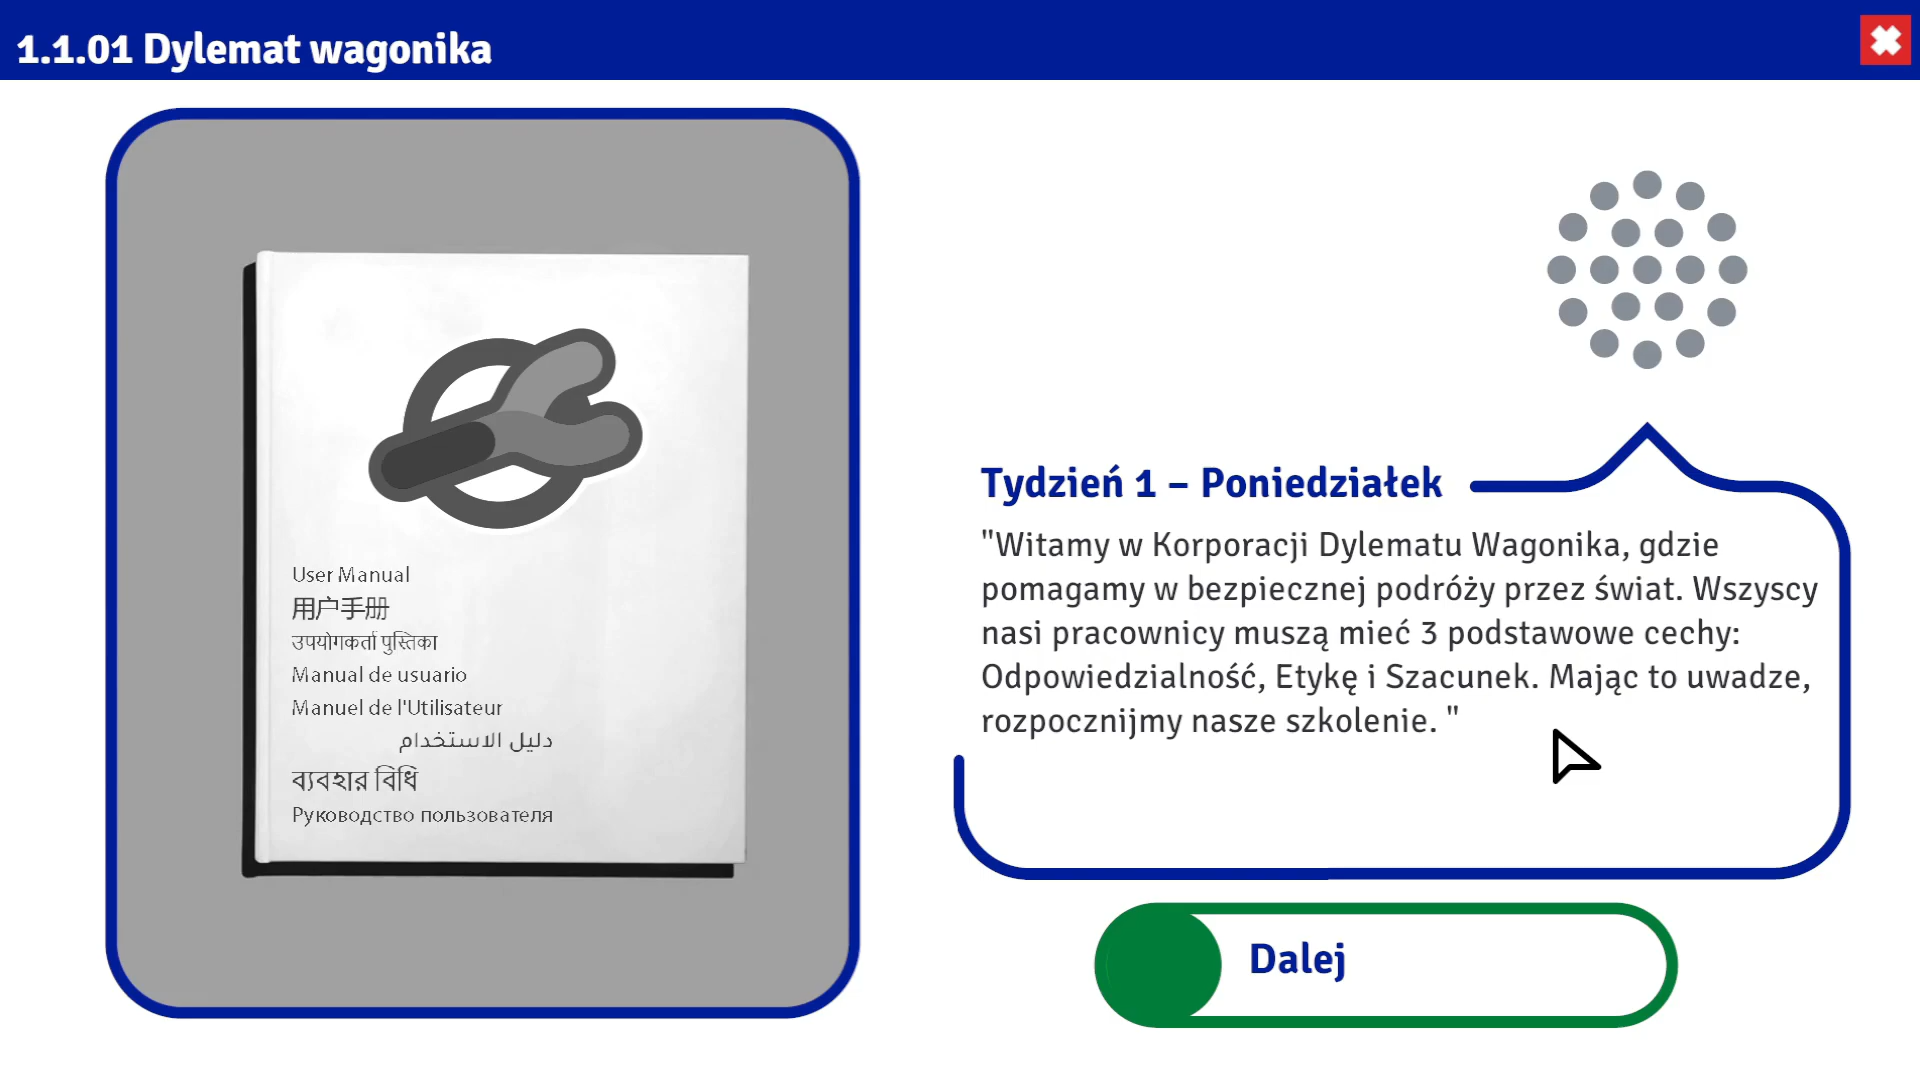 1.1.01 Dylemat wagonika
User Manual
用户手册
उपयोगकर्ता पुस्तिका
Manual de usuario
Manuel de l'Utilisateur
دليل الاستخدام
ব্যবহার বিধি
Руководство пользователя
Tydzień 1 – Poniedziałek
"Witamy w Korporacji Dylematu Wagonika, gdzie
pomagamy w bezpiecznej podróży przez świat. Wszyscy
nasi pracownicy muszą mieć 3 podstawowe cechy:
Odpowiedzialność, Etykę i Szacunek. Mając to uwadze,
rozpocznijmy nasze szkolenie. "
Dalej